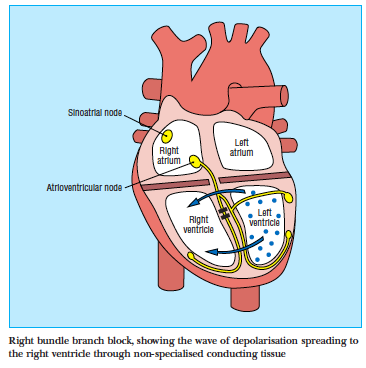 Sinoatrial node
Right
atrium
Left
atrium
Atrioventricular node
Right
ventricle
Left
ventricle
Right bundle branch block, showing the wave of depolarisation spreading to
the right ventricle through non-specialised conducting tissue